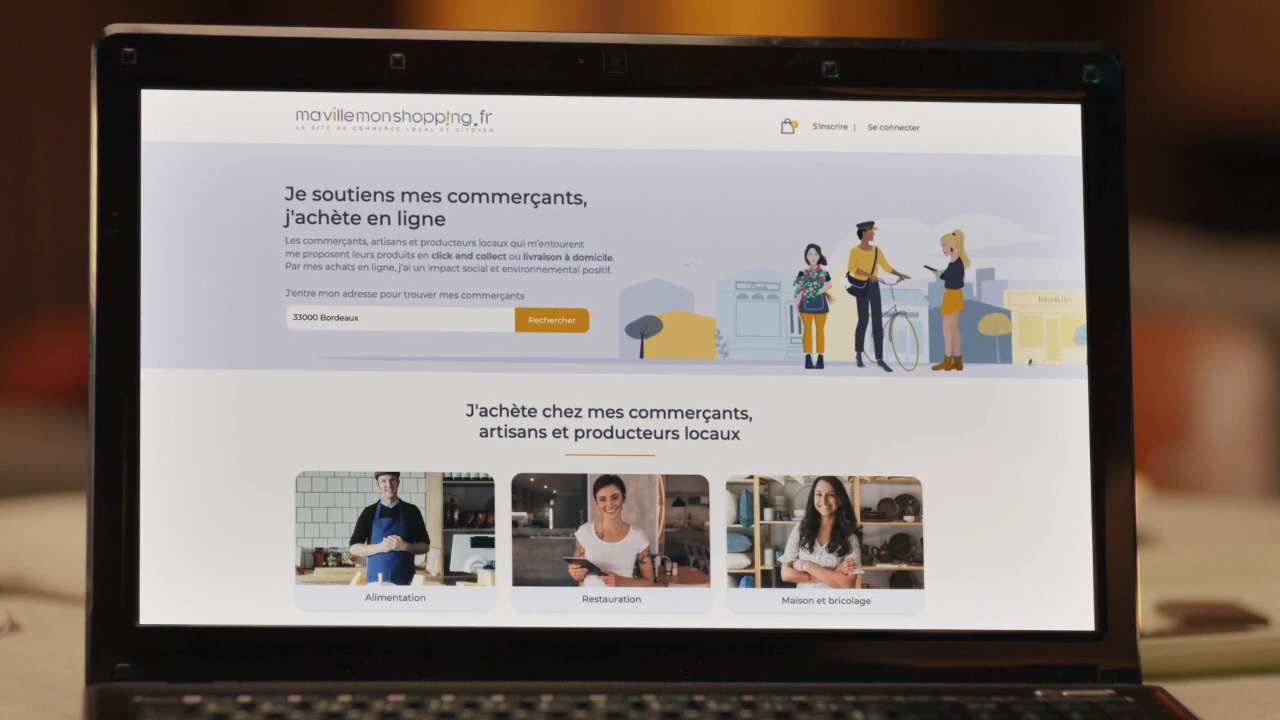 mavillemonshopp!ng.fr
LE SITE DE COMMERCE LOCAL ET CITOYEN
S'inscrire | Se connecter
Je soutiens mes commerçants,
j'achète en ligne
Les commerçants, artisans et producteurs locaux qui m'entourent
me proposent leurs produits en click and collect ou livraison à domicile.
Par mes achats en ligne, j'ai un impact social et environnemental positif.
J'entre mon adresse pour trouver mes commerçants
33000 Bordeaux
Rechercher
BOULANGERIE
J'achète chez mes commerçants,
artisans et producteurs locaux
Alimentation
Restauration
Maison et bricolage